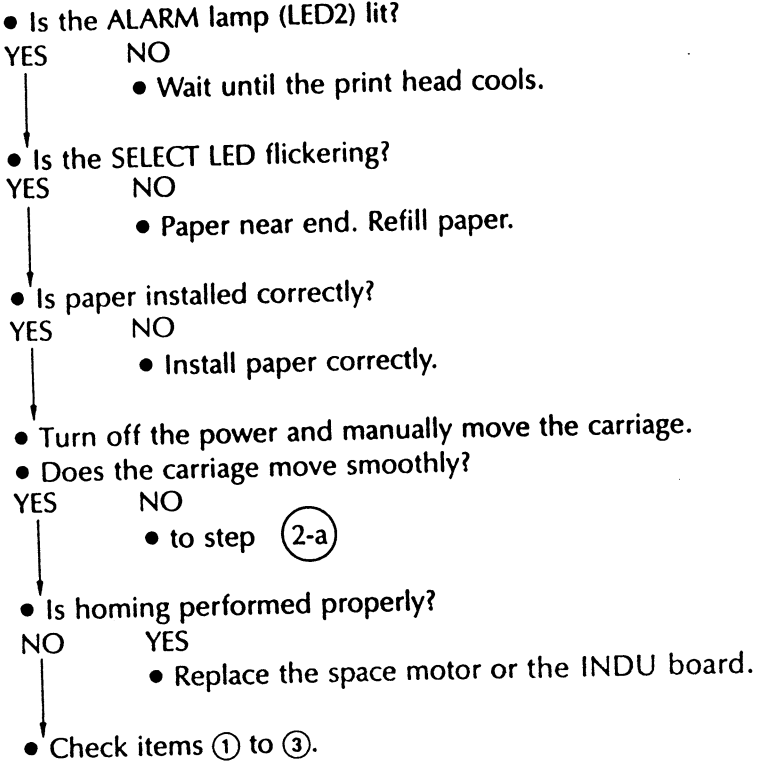 • Is the ALARM lamp (LED2) lit?
YES NO
• Wait until the print head cools.
• Is the SELECT LED flickering?
YES NO
• Paper near end. Refill paper.
• Is paper installed correctly?
YES NO
• Install paper correctly.
• Turn off the power and manually move the carriage.
• Does the carriage move smoothly?
YES NO
• to step 2-a
• Is homing performed properly?
NO YES
• Replace the space motor or the INDU board.
• Check items ① to ③.